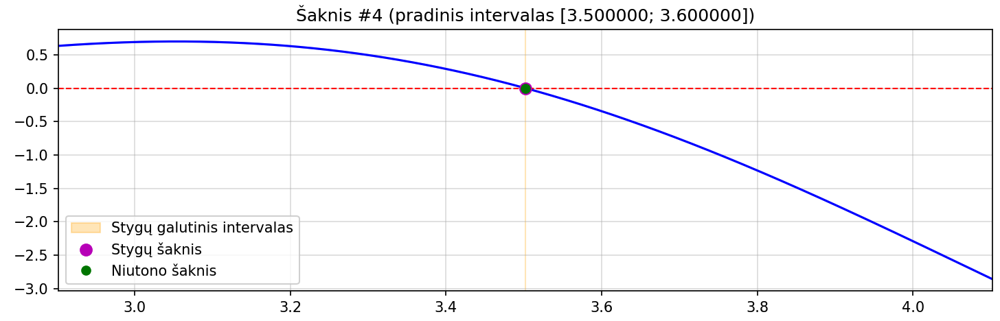 Šaknis #4 (pradinis intervalas [3.500000; 3.600000])
0.5
0.0
−0.5
−1.0
−1.5
−2.0
−2.5
−3.0
Stygų galutinis intervalas
Stygų šaknis
Niutono šaknis
3.0 3.2 3.4 3.6 3.8 4.0